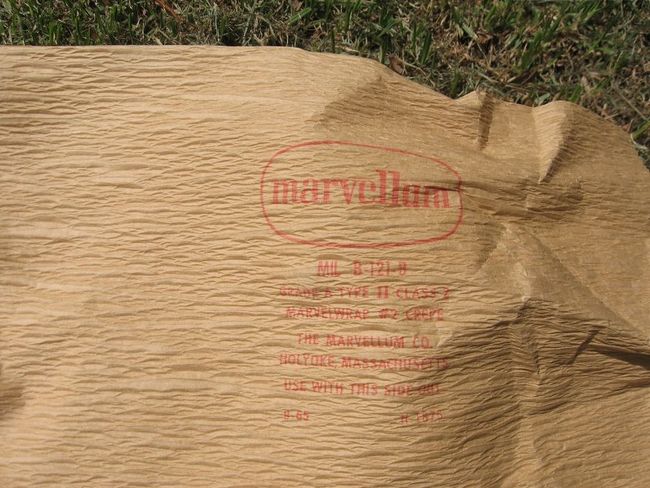 marvellum
MIL B-121-B
GRADE A TYPE II CLASS 2
MARVELWRAP #2 CREPE
THE MARVELLUM CO.
HOLYOKE, MASSACHUSETTS
USE WITH THIS SIDE OUT